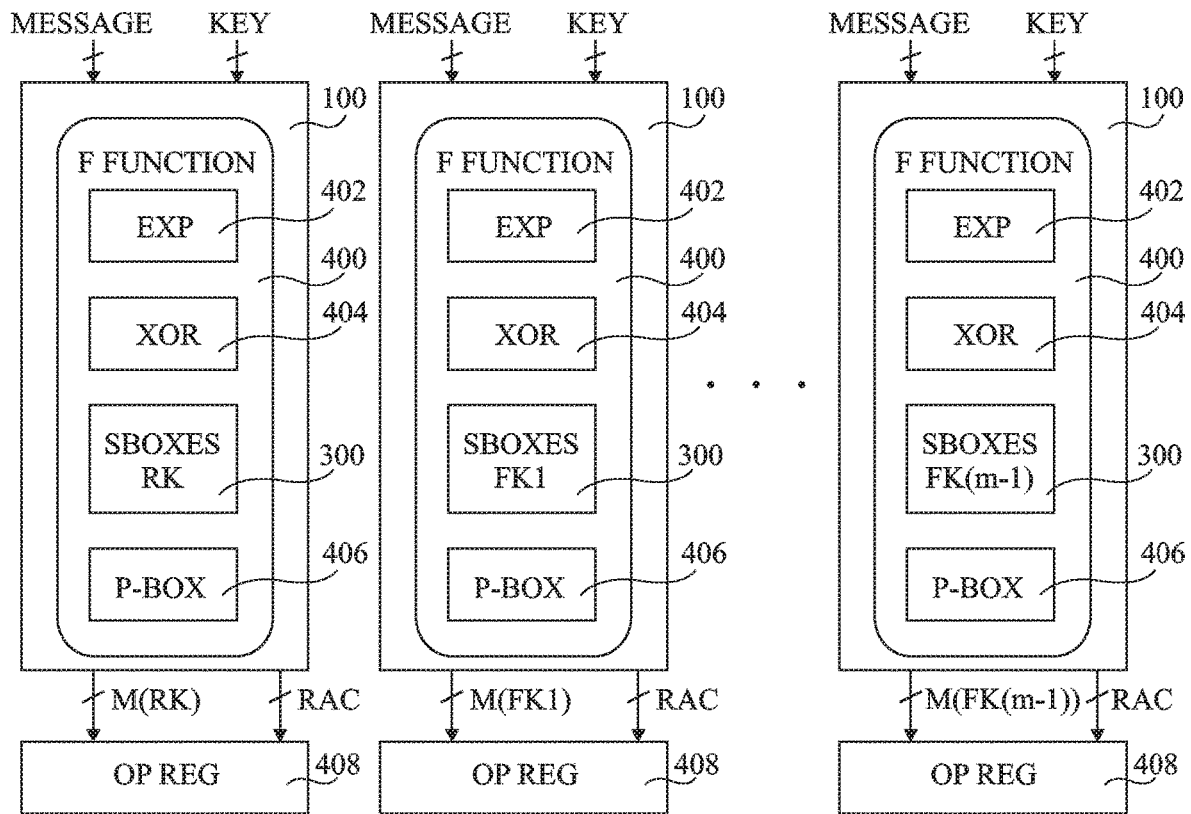 MESSAGE KEY MESSAGE KEY MESSAGE KEY
100 100 100
F FUNCTION F FUNCTION F FUNCTION
402 402 402
EXP EXP EXP
400 400 400
404 404 404
XOR XOR XOR
. . .
SBOXES SBOXES SBOXES
RK FK1 FK(m-1)
300 300 300
406 406 406
P-BOX P-BOX P-BOX
M(RK) RAC M(FK1) RAC M(FK(m-1)) RAC
OP REG 408 OP REG 408 OP REG 408